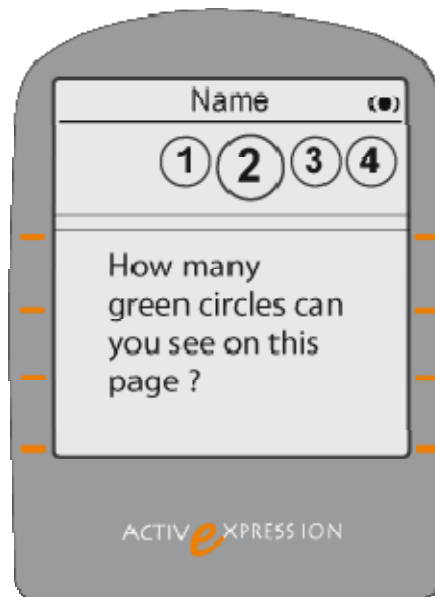 Name
1 2 3 4
How many
green circles can
you see on this
page ?
ACTIVeXPRESSION